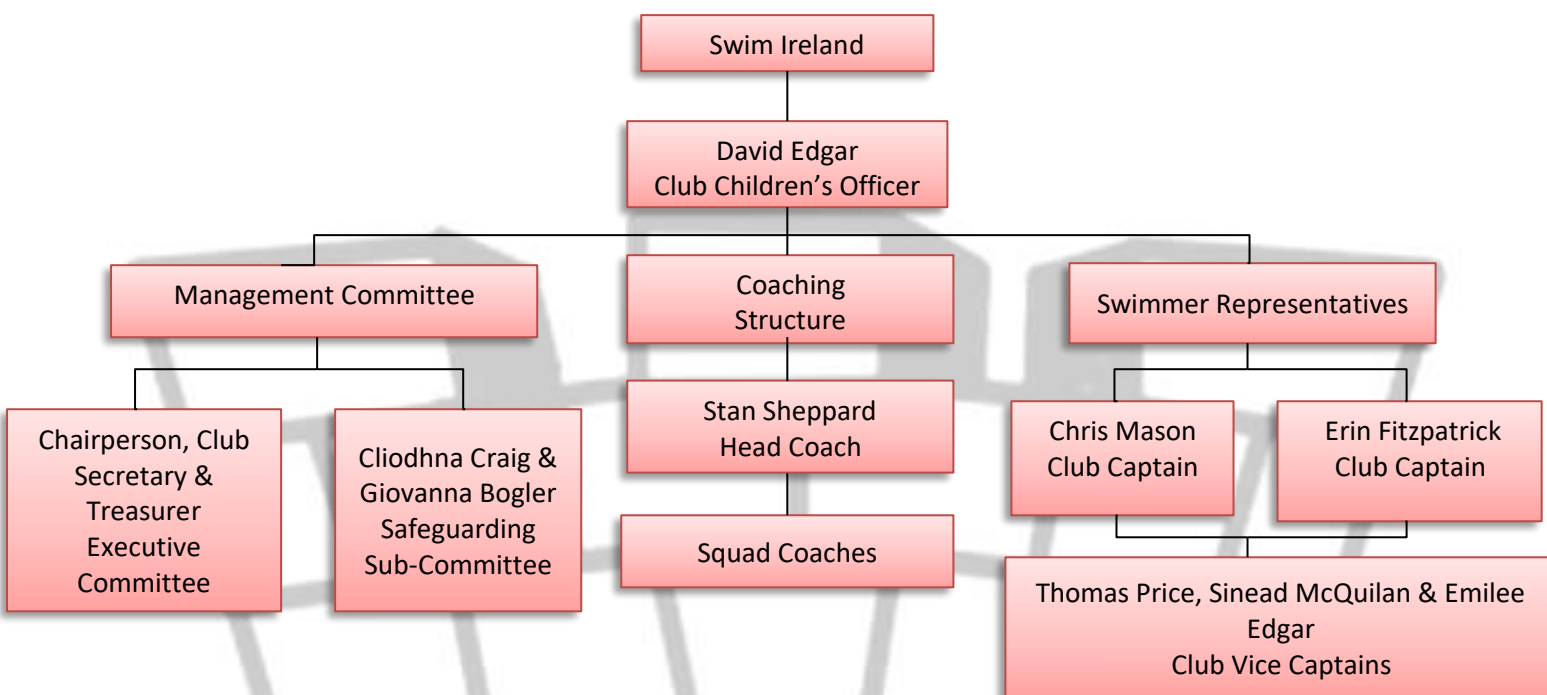 Swim Ireland
David Edgar
Club Children’s Officer
Management Committee
Coaching
Structure
Swimmer Representatives
Chairperson, Club
Secretary &
Treasurer
Executive
Committee
Cliodhna Craig &
Giovanna Bogler
Safeguarding
Sub-Committee
Stan Sheppard
Head Coach
Chris Mason
Club Captain
Erin Fitzpatrick
Club Captain
Squad Coaches
Thomas Price, Sinead McQuilan & Emilee
Edgar
Club Vice Captains